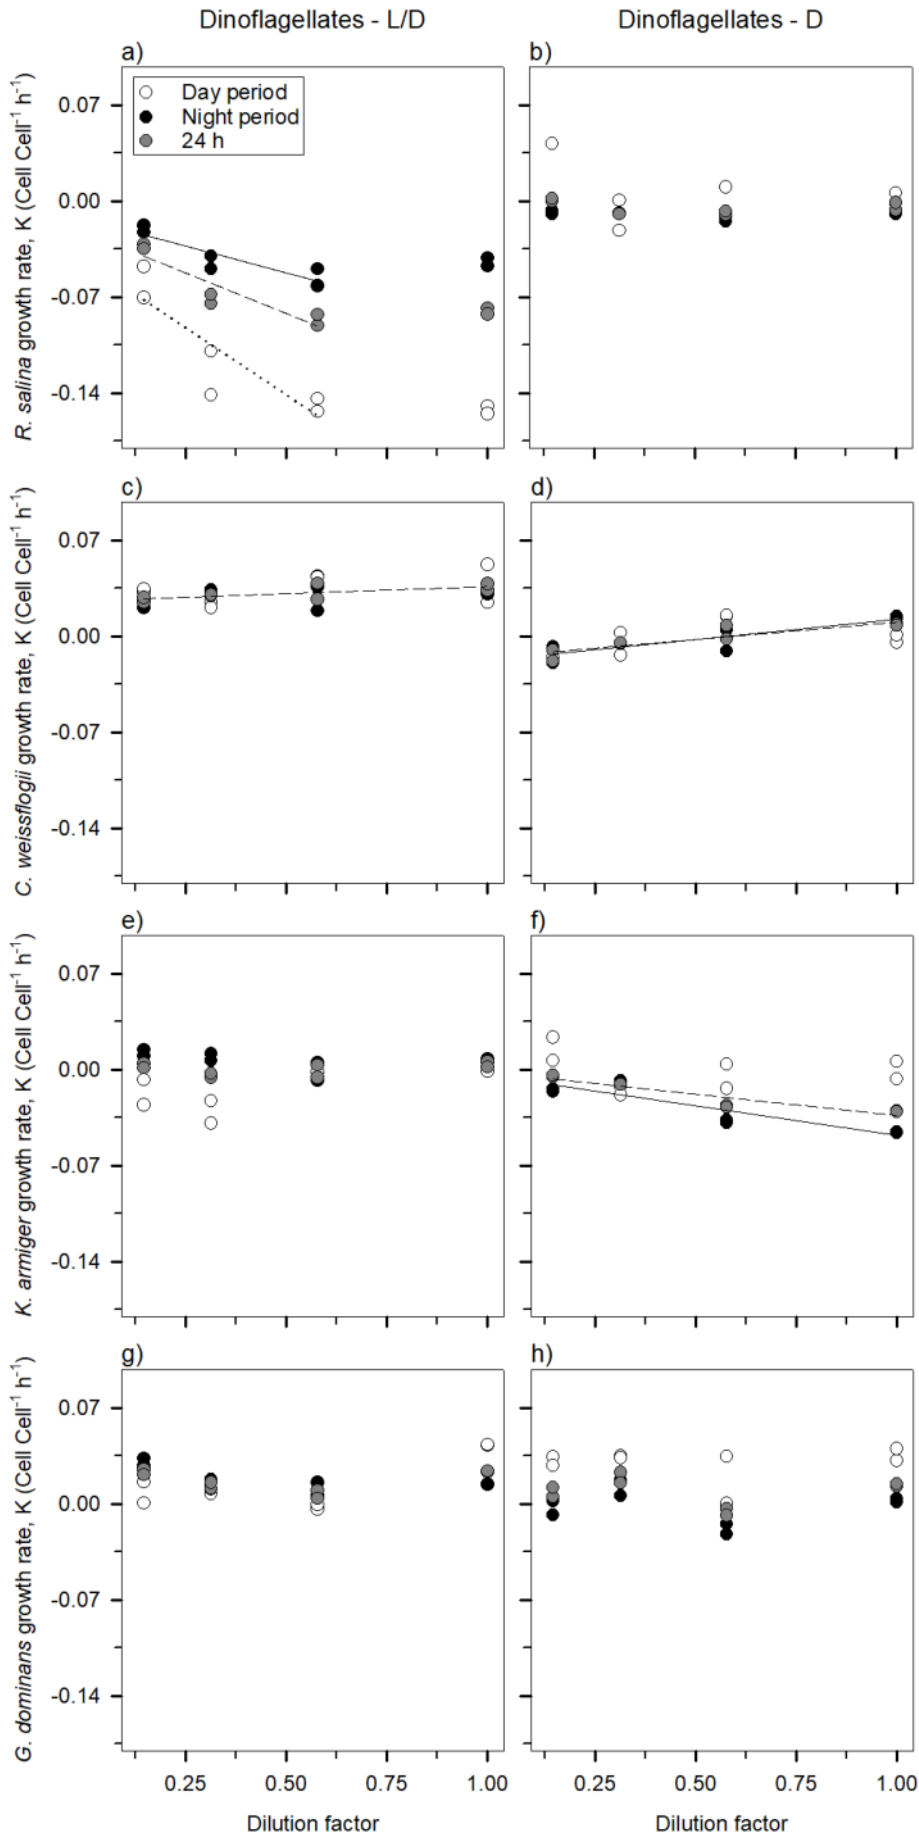 Dinoflagellates - L/D
Dinoflagellates - D
a)
b)
Day period
Night period
24 h
R. salina growth rate, K (Cell Cell⁻¹ h⁻¹)
0.07
0.00
-0.07
-0.14
c)
d)
C. weissflogii growth rate, K (Cell Cell⁻¹ h⁻¹)
0.07
0.00
-0.07
-0.14
e)
f)
K. armiger growth rate, K (Cell Cell⁻¹ h⁻¹)
0.07
0.00
-0.07
-0.14
g)
h)
G. dominans growth rate, K (Cell Cell⁻¹ h⁻¹)
0.07
0.00
-0.07
-0.14
0.25 0.50 0.75 1.00
0.25 0.50 0.75 1.00
Dilution factor
Dilution factor